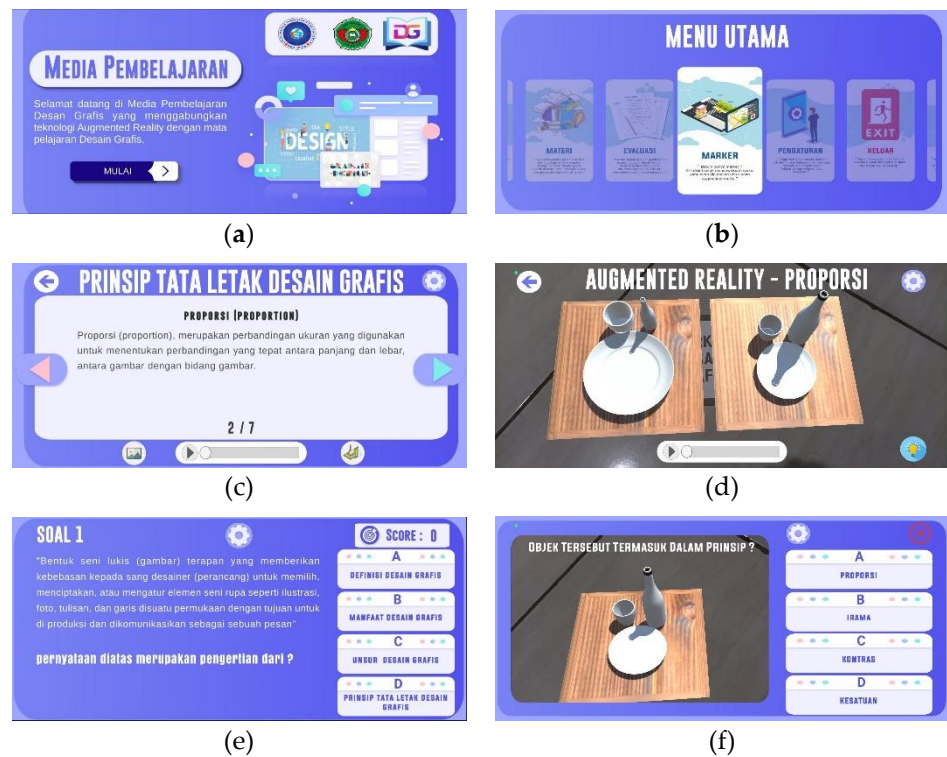 MEDIA PEMBELAJARAN
Selamat datang di Media Pembelajaran
Desan Grafis yang menggabungkan
teknologi Augmented Reality dengan mata
pelajaran Desain Grafis.
MULAI
DG
DESIGN
STYLE
(a)
MENU UTAMA
MATERI
EVALUASI
MARKER
PENGATURAN
EXIT
KELUAR
(b)
PRINSIP TATA LETAK DESAIN GRAFIS
PROPORSI (PROPORTION)
Proporsi (proportion), merupakan perbandingan ukuran yang digunakan
untuk menentukan perbandingan yang tepat antara panjang dan lebar,
antara gambar dengan bidang gambar.
2 / 7
(c)
AUGMENTED REALITY - PROPORSI
(d)
SOAL 1
SCORE : 0
"Bentuk seni lukis (gambar) terapan yang memberikan
kebebasan kepada sang desainer (perancang) untuk memilih,
menciptakan, atau mengatur elemen seni rupa seperti ilustrasi,
foto, tulisan, dan garis disuatu permukaan dengan tujuan untuk
di produksi dan dikomunikasikan sebagai sebuah pesan"
pernyataan diatas merupakan pengertian dari ?
A
DEFINISI DESAIN GRAFIS
B
MANFAAT DESAIN GRAFIS
C
UNSUR DESAIN GRAFIS
D
PRINSIP TATA LETAK DESAIN
GRAFIS
(e)
OBJEK TERSEBUT TERMASUK DALAM PRINSIP ?
A
PROPORSI
B
IRAMA
C
KONTRAS
D
KESATUAN
(f)